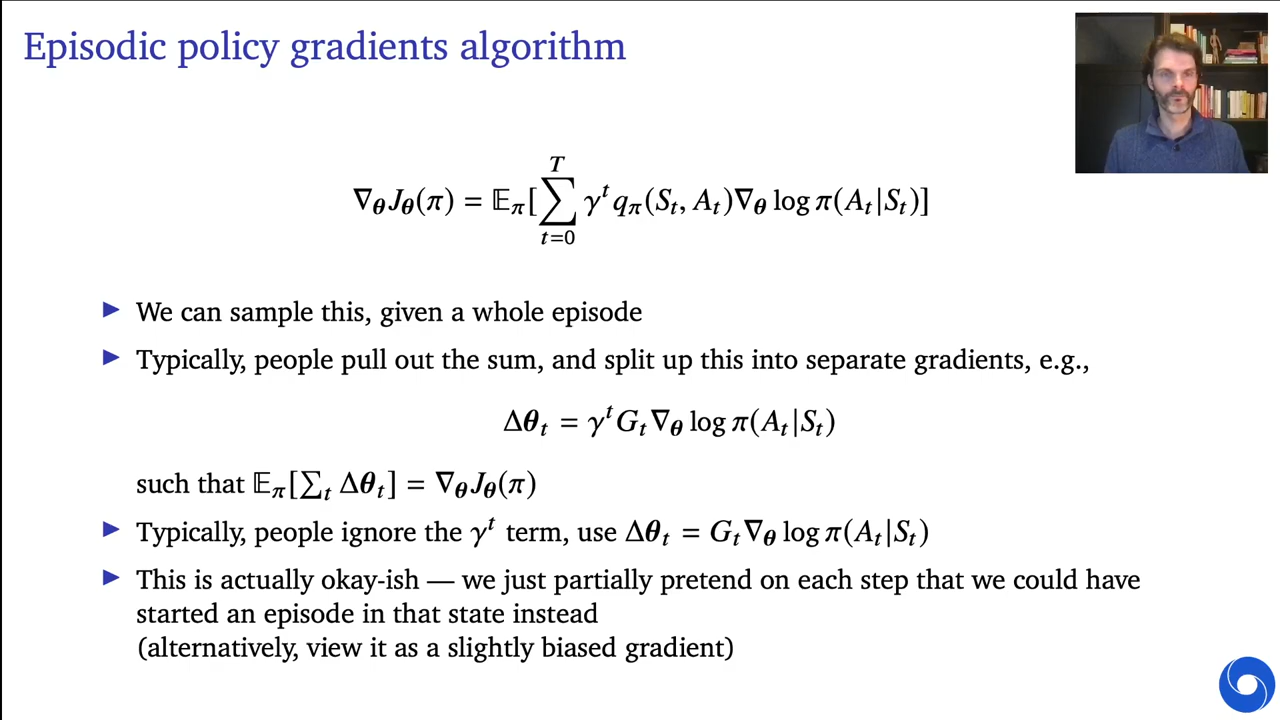 Episodic policy gradients algorithm
∇_θ J_θ(π) = 𝔼_π[∑_{t=0}^{T} γ^t q_π(S_t, A_t)∇_θ log π(A_t|S_t)]
▶ We can sample this, given a whole episode
▶ Typically, people pull out the sum, and split up this into separate gradients, e.g.,
Δθ_t = γ^t G_t ∇_θ log π(A_t|S_t)
such that 𝔼_π[∑_t Δθ_t] = ∇_θ J_θ(π)
▶ Typically, people ignore the γ^t term, use Δθ_t = G_t ∇_θ log π(A_t|S_t)
▶ This is actually okay-ish — we just partially pretend on each step that we could have
started an episode in that state instead
(alternatively, view it as a slightly biased gradient)